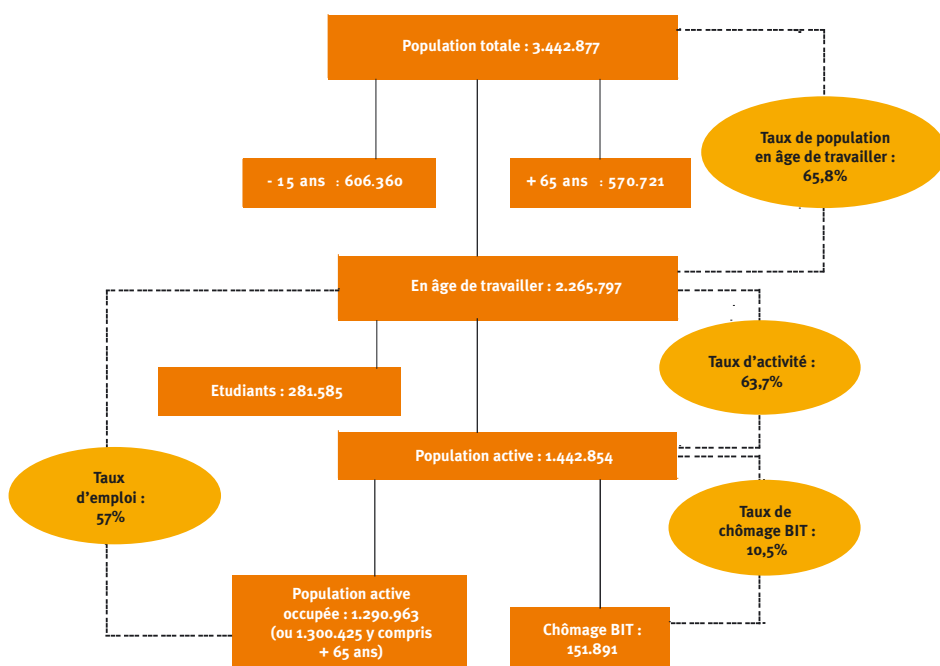 Population totale : 3.442.877
Taux de population
en âge de travailler :
65,8%
- 15 ans : 606.360
+ 65 ans : 570.721
En âge de travailler : 2.265.797
Taux d'activité :
63,7%
Etudiants : 281.585
Population active : 1.442.854
Taux
d'emploi :
57%
Taux de
chômage BIT :
10,5%
Population active
occupée : 1.290.963
(ou 1.300.425 y compris
+ 65 ans)
Chômage BIT :
151.891